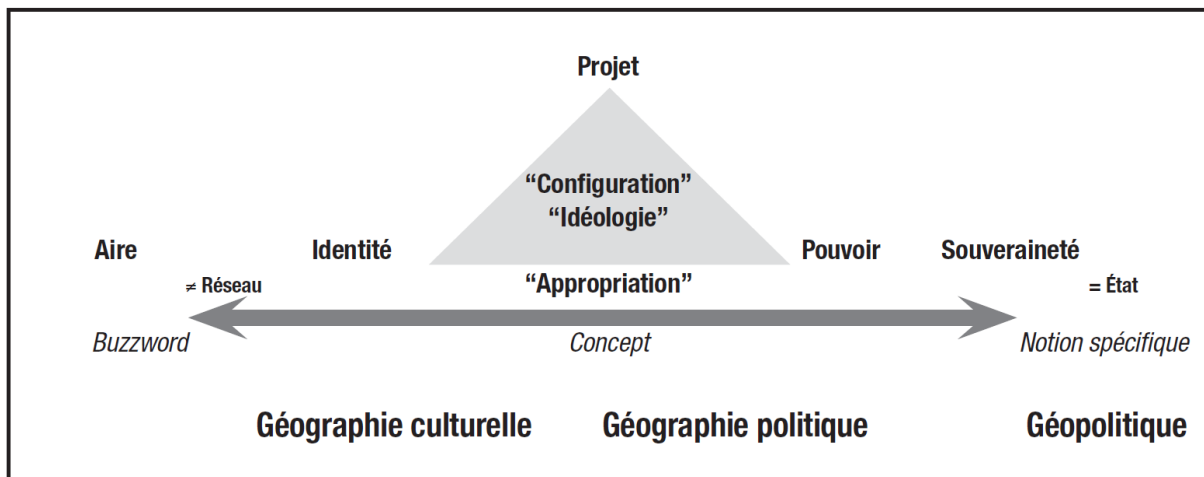 Projet
“Configuration”
“Idéologie”
Aire Identité Pouvoir Souveraineté
≠ Réseau “Appropriation” = État
Buzzword Concept Notion spécifique
Géographie culturelle Géographie politique Géopolitique